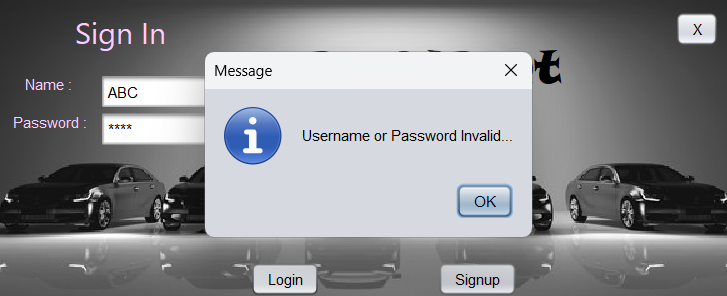 Sign In
X
Message
Name :
ABC
Password :
****
Username or Password Invalid...
OK
Login
Signup